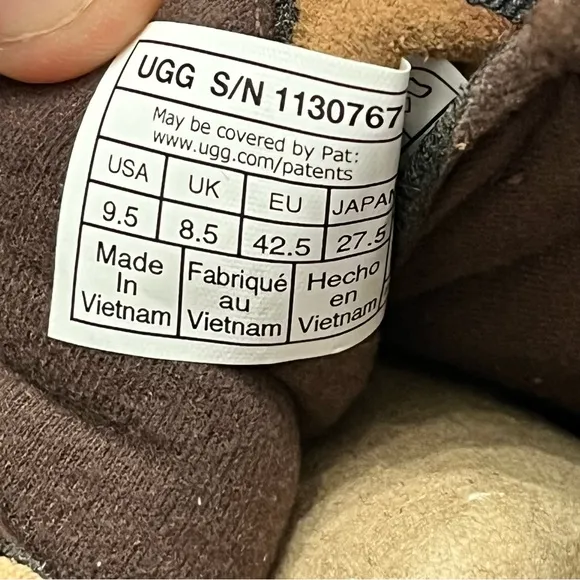 UGG S/N 1130767
May be covered by Pat:
www.ugg.com/patents
USA UK EU JAPAN
9.5 8.5 42.5 27.5
Made In Vietnam
Fabriqué au Vietnam
Hecho en Vietnam